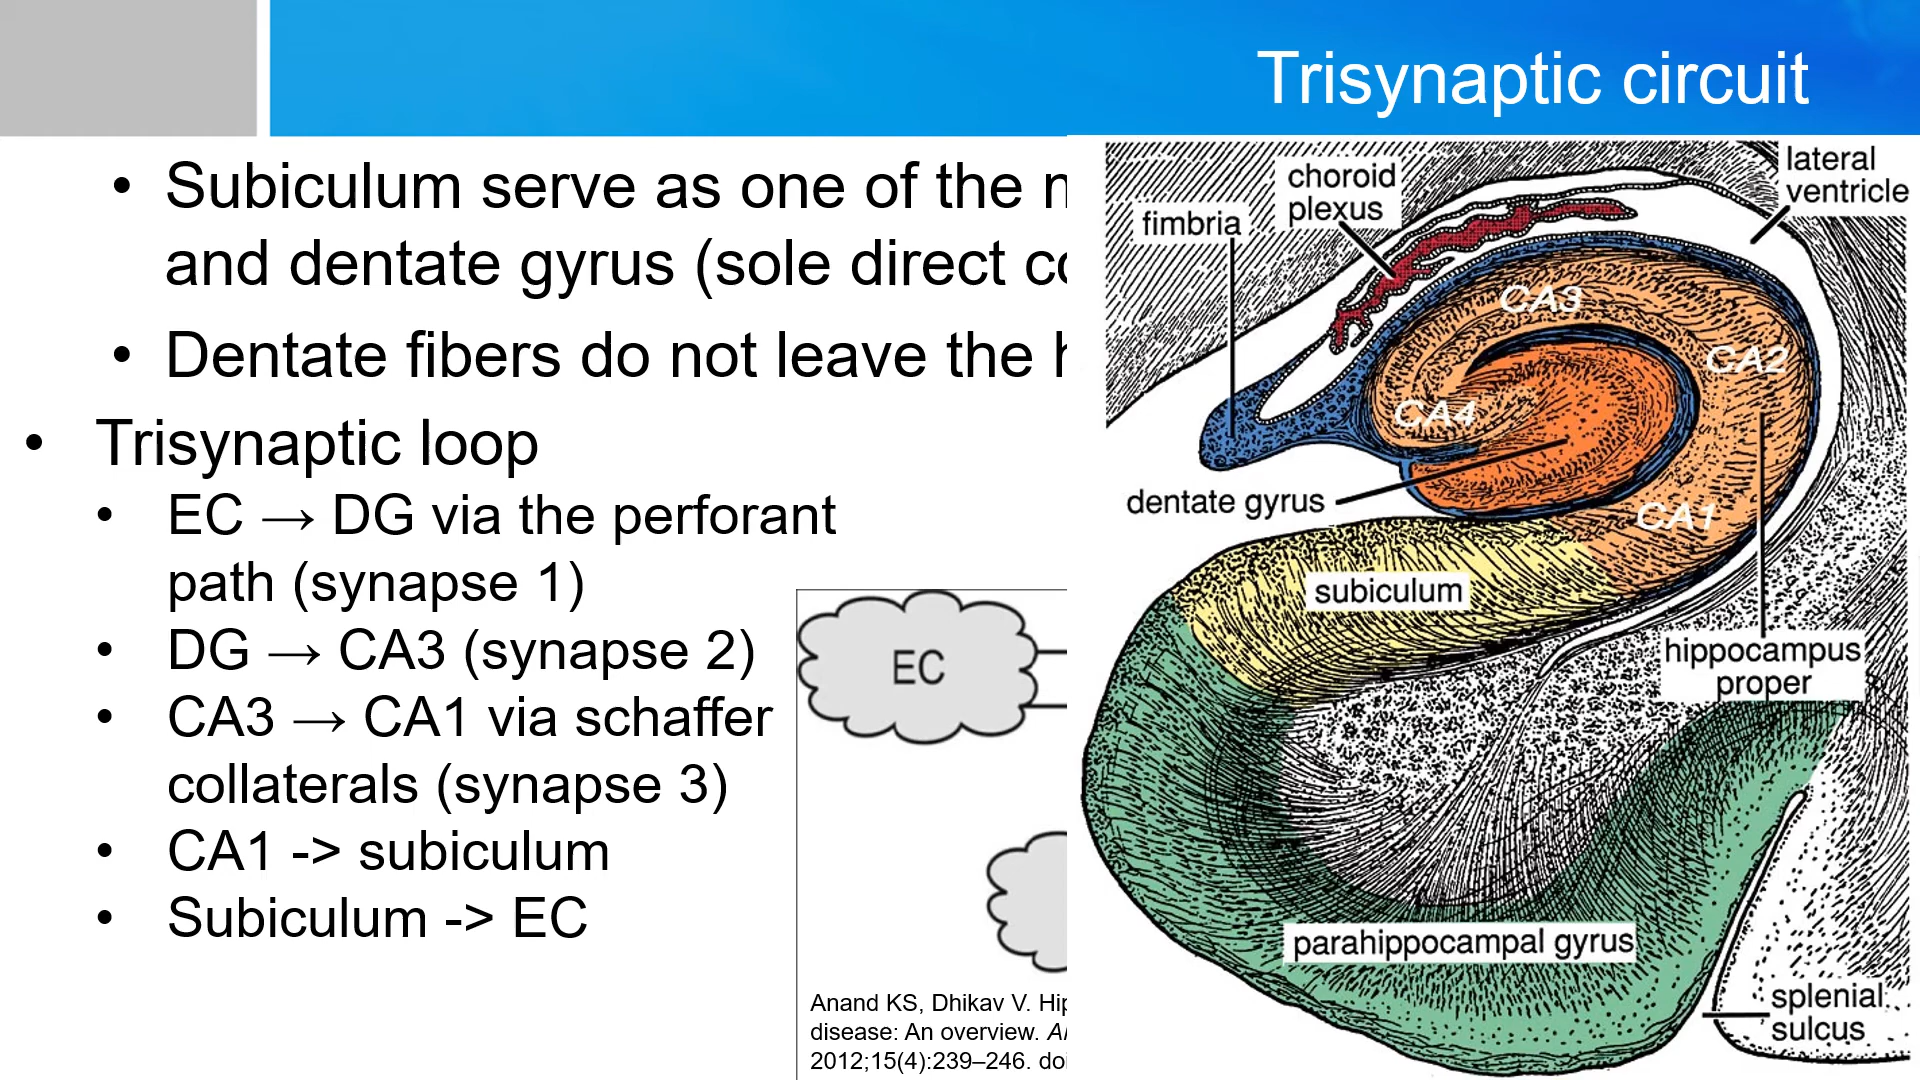 Trisynaptic circuit
• Subiculum serve as one of the
and dentate gyrus (sole direct
• Dentate fibers do not leave the
• Trisynaptic loop
• EC → DG via the perforant
path (synapse 1)
• DG → CA3 (synapse 2)
• CA3 → CA1 via schaffer
collaterals (synapse 3)
• CA1 -> subiculum
• Subiculum -> EC
EC
Anand KS, Dhikav V.
disease: An overview.
2012;15(4):239–246.
lateral
ventricle
choroid
plexus
fimbria
CA3
CA2
CA4
dentate gyrus
CA1
subiculum
hippocampus
proper
parahippocampal gyrus
splenial
sulcus